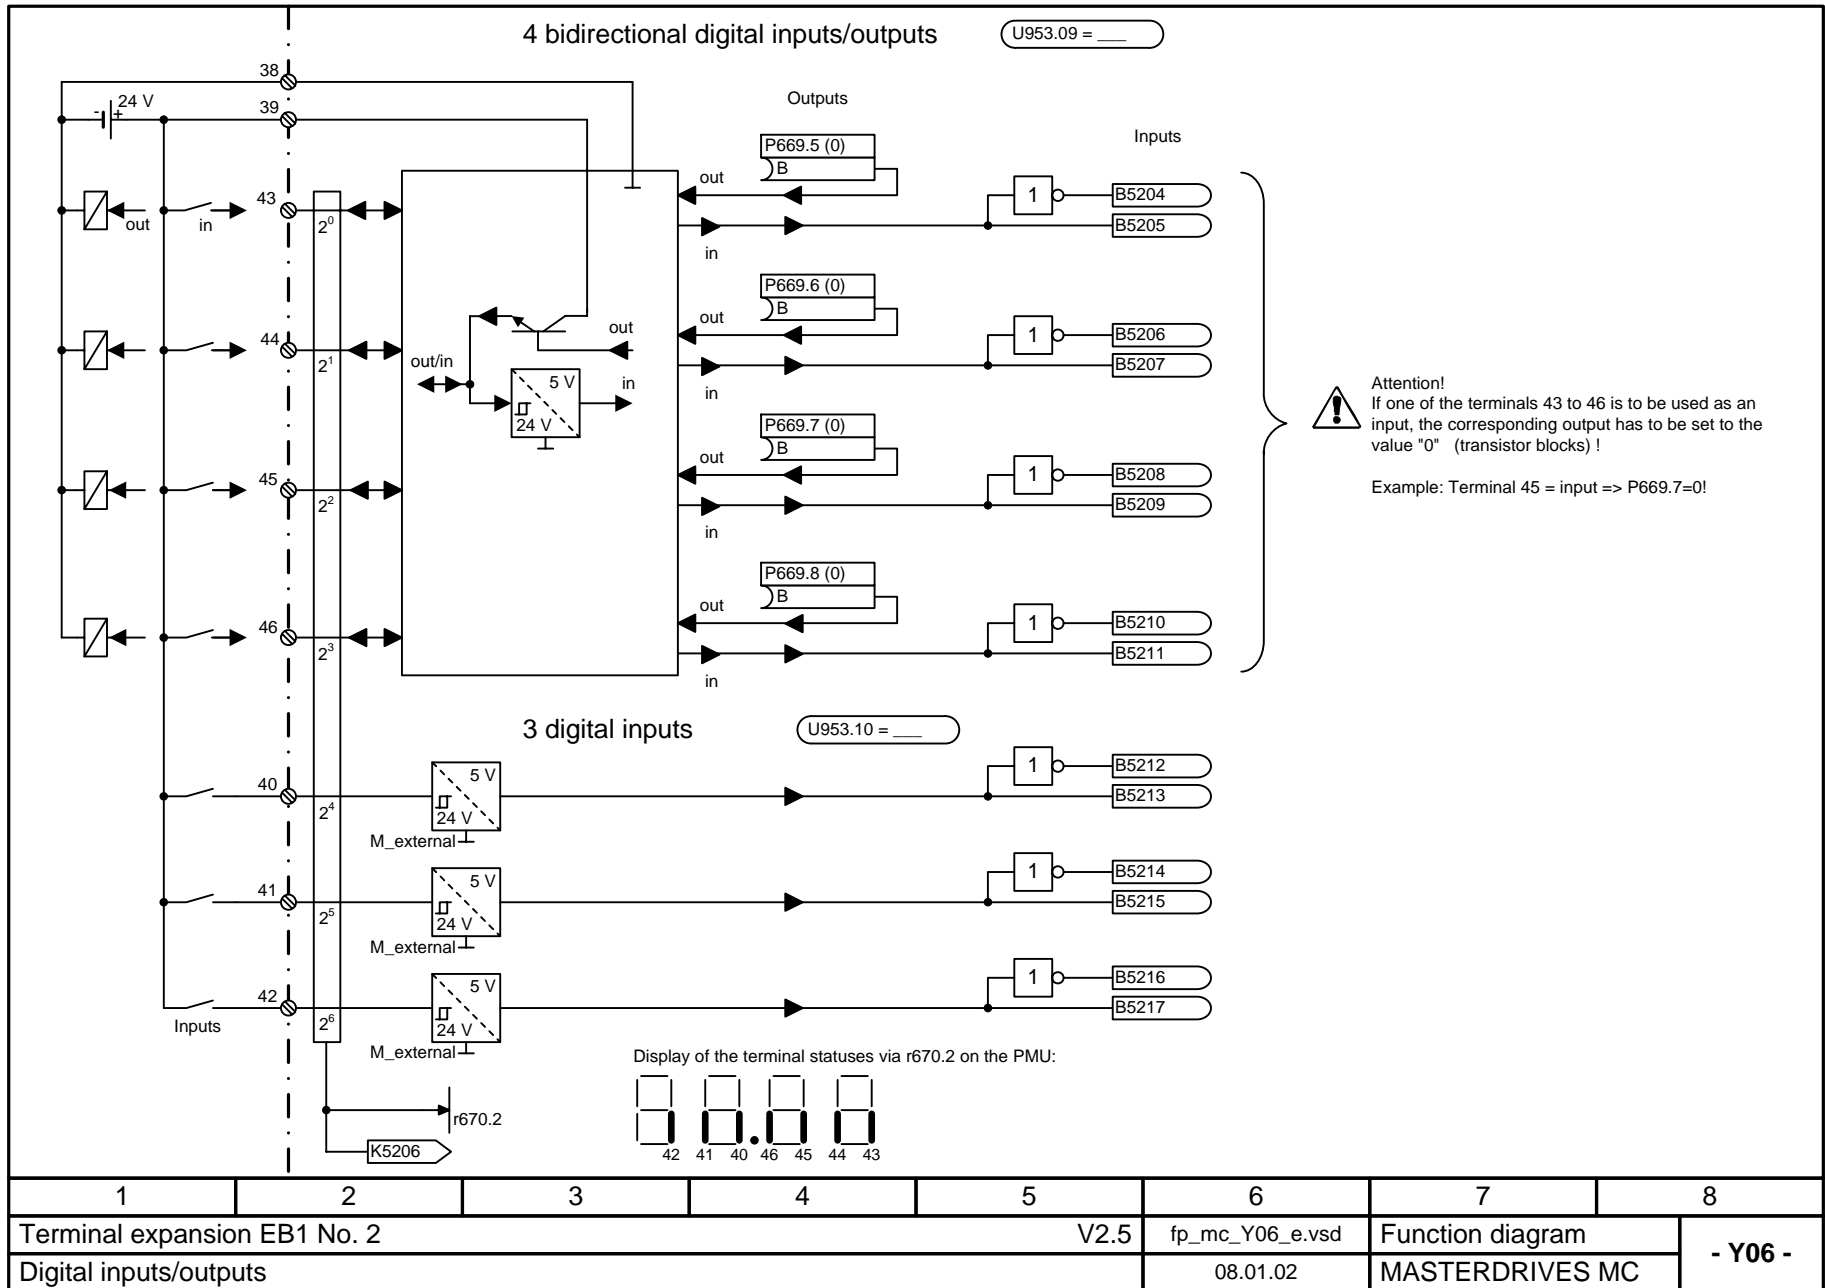 4 bidirectional digital inputs/outputs
U953.09 = ___
38
24 V
- +
39
Outputs
Inputs
P669.5 (0)
B
out
in
43
2⁰
out
in
1
B5204
B5205
P669.6 (0)
B
44
2¹
out
in
1
B5206
B5207
out/in
out
in
5 V
24 V
P669.7 (0)
B
45
2²
out
in
1
B5208
B5209
P669.8 (0)
B
46
2³
out
in
1
B5210
B5211
Attention!
If one of the terminals 43 to 46 is to be used as an
input, the corresponding output has to be set to the
value "0" (transistor blocks) !
Example: Terminal 45 = input => P669.7=0!
3 digital inputs
U953.10 = ___
40
2⁴
5 V
24 V
M_external
1
B5212
B5213
41
2⁵
5 V
24 V
M_external
1
B5214
B5215
42
Inputs
2⁶
5 V
24 V
M_external
1
B5216
B5217
r670.2
K5206
Display of the terminal statuses via r670.2 on the PMU:
42 41 40 46 45 44 43
1 2 3 4 5 6 7 8
Terminal expansion EB1 No. 2 V2.5 fp_mc_Y06_e.vsd Function diagram - Y06 -
Digital inputs/outputs 08.01.02 MASTERDRIVES MC